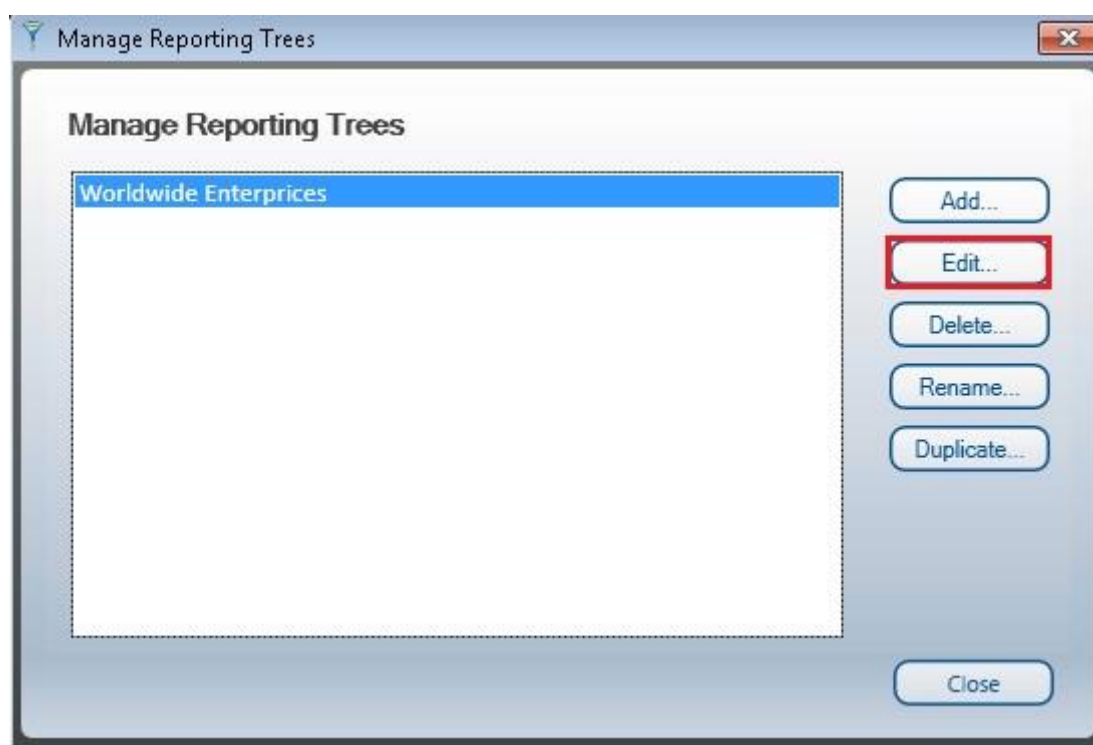 Manage Reporting Trees
Manage Reporting Trees
Worldwide Enterprices
Add...
Edit...
Delete...
Rename...
Duplicate...
Close